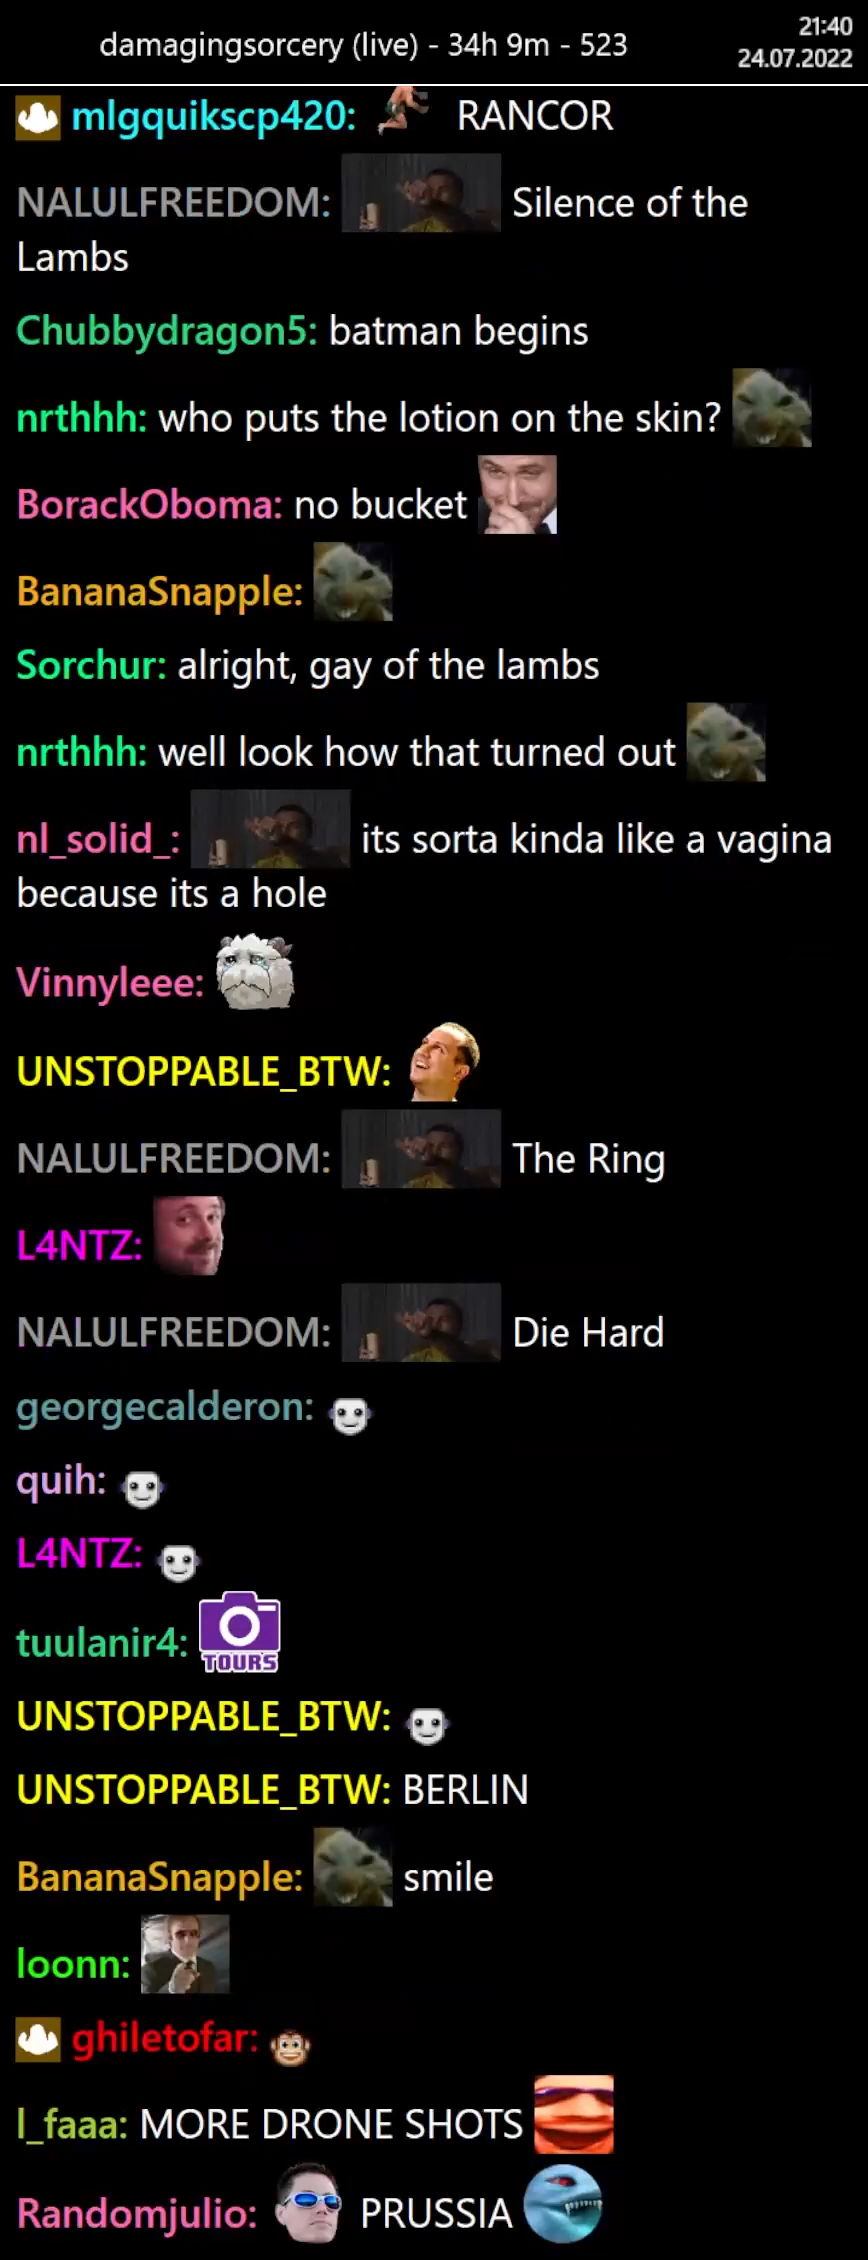 damagingsorcery (live) - 34h 9m - 523
21:40
24.07.2022
mlgquikscp420: RANCOR
NALULFREEDOM: Silence of the
Lambs
Chubbydragon5: batman begins
nrthhh: who puts the lotion on the skin?
BorackOboma: no bucket
BananaSnapple:
Sorchur: alright, gay of the lambs
nrthhh: well look how that turned out
nl_solid_: its sorta kinda like a vagina
because its a hole
Vinnyleee:
UNSTOPPABLE_BTW:
NALULFREEDOM: The Ring
L4NTZ:
NALULFREEDOM: Die Hard
georgecalderon:
quih:
L4NTZ:
tuulanir4: TOURS
UNSTOPPABLE_BTW:
UNSTOPPABLE_BTW: BERLIN
BananaSnapple: smile
loonn:
ghiletofar:
l_faaa: MORE DRONE SHOTS
Randomjulio: PRUSSIA